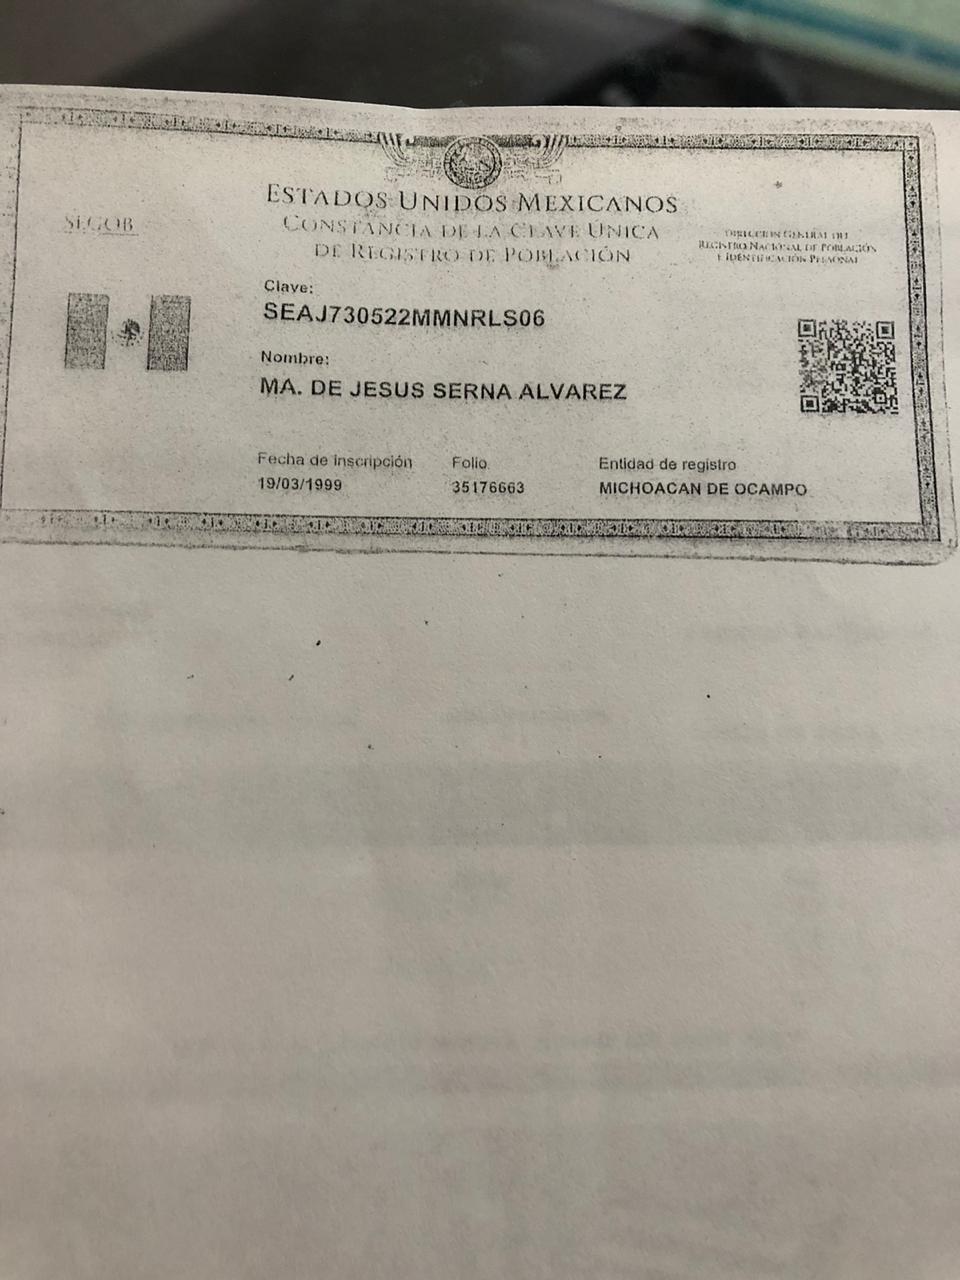 ESTADOS UNIDOS MEXICANOS
SEGOB
CONSTANCIA DE LA CLAVE ÚNICA
DE REGISTRO DE POBLACIÓN
DIRECCIÓN GENERAL DEL
REGISTRO NACIONAL DE POBLACIÓN
E IDENTIFICACIÓN PERSONAL
Clave:
SEAJ730522MMNRLS06
Nombre:
MA. DE JESUS SERNA ALVAREZ
Fecha de inscripción Folio Entidad de registro
19/03/1999 35176663 MICHOACAN DE OCAMPO